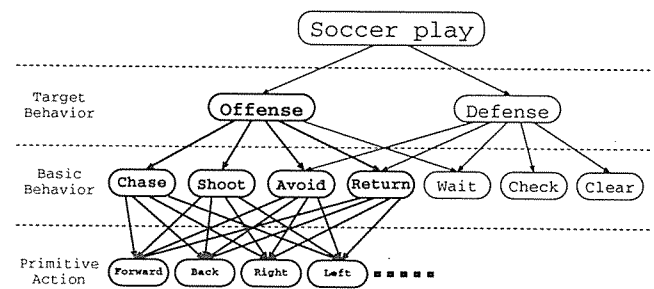 Soccer play
Target
Behavior
Offense
Defense
Basic
Behavior
Chase
Shoot
Avoid
Return
Wait
Check
Clear
Primitive
Action
Forward
Back
Right
Left